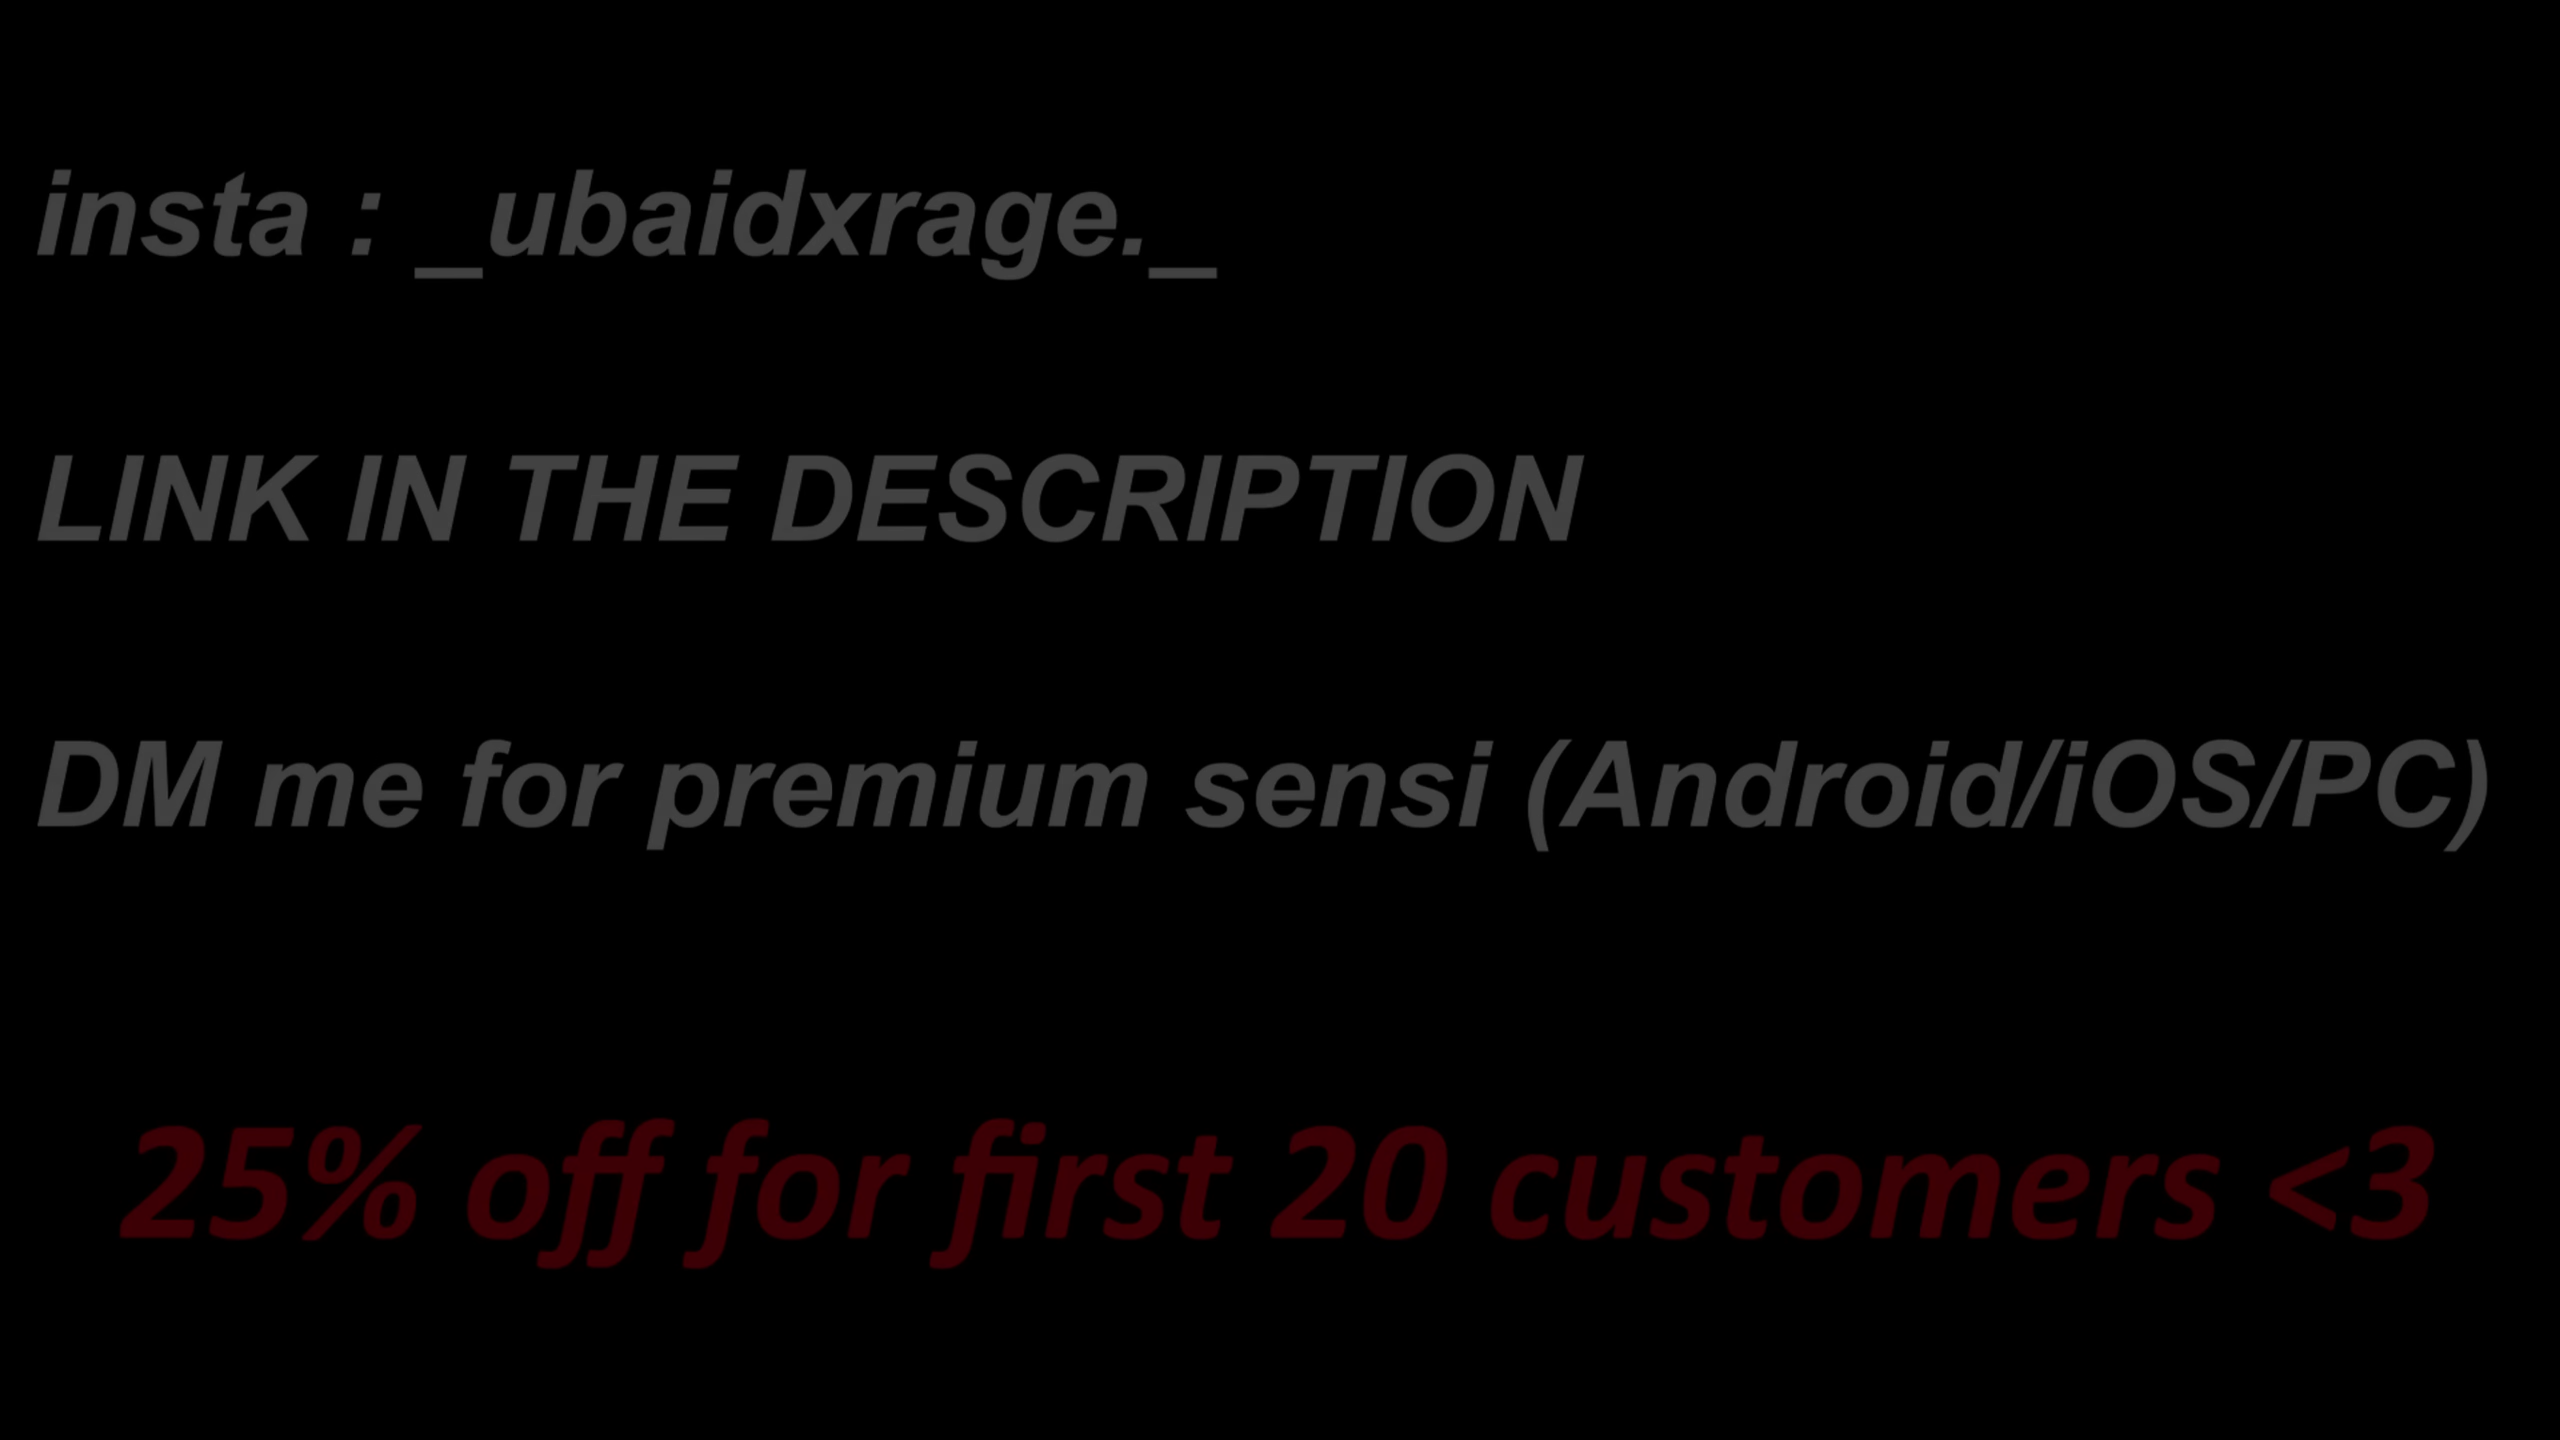 insta : _ubaidxrage._
LINK IN THE DESCRIPTION
DM me for premium sensi (Android/iOS/PC)
25% off for first 20 customers <3